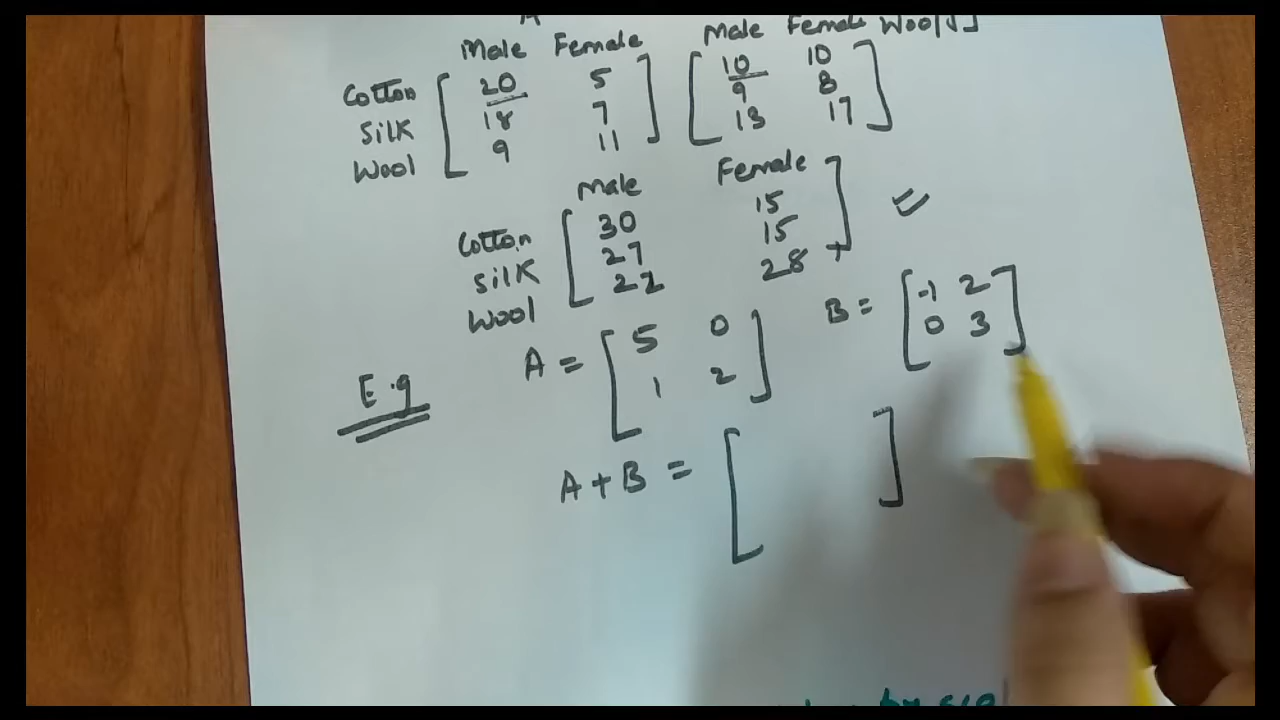 A
Male Female Male Female Wool
Cotton [ 20 5 ] [ 10 10 ]
Silk 18 7 9 8
Wool 9 11 13 17
Male Female
Cotton [ 30 15 ]
Silk 27 15
Wool 22 28
E.g A = [ 5 0 ] B = [ -1 2 ]
1 2 0 3
A + B = [ ]
by